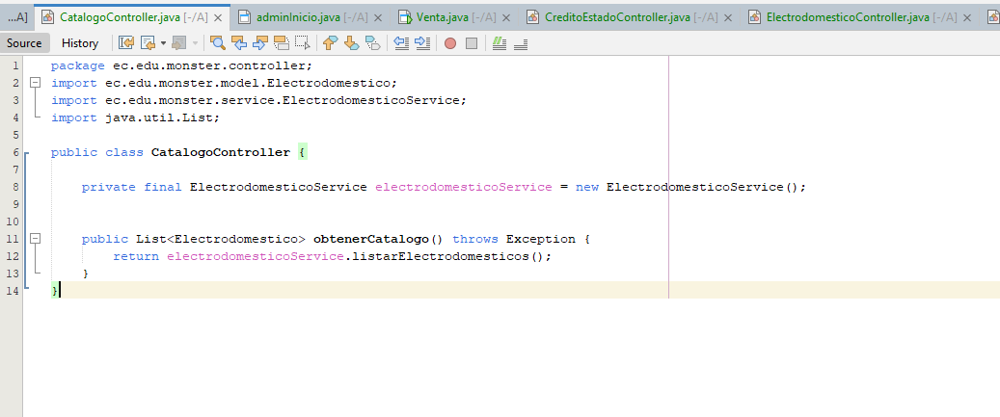 ...A] CatalogoController.java [-/A] adminInicio.java [-/A] Venta.java [-/A] CreditoEstadoController.java [-/A] ElectrodomesticoController.java [-/A]
Source History
1 package ec.edu.monster.controller;
2 import ec.edu.monster.model.Electrodomestico;
3 import ec.edu.monster.service.ElectrodomesticoService;
4 import java.util.List;
5
6 public class CatalogoController {
7
8 private final ElectrodomesticoService electrodomesticoService = new ElectrodomesticoService();
9
10
11 public List<Electrodomestico> obtenerCatalogo() throws Exception {
12 return electrodomesticoService.listarElectrodomesticos();
13 }
14 }